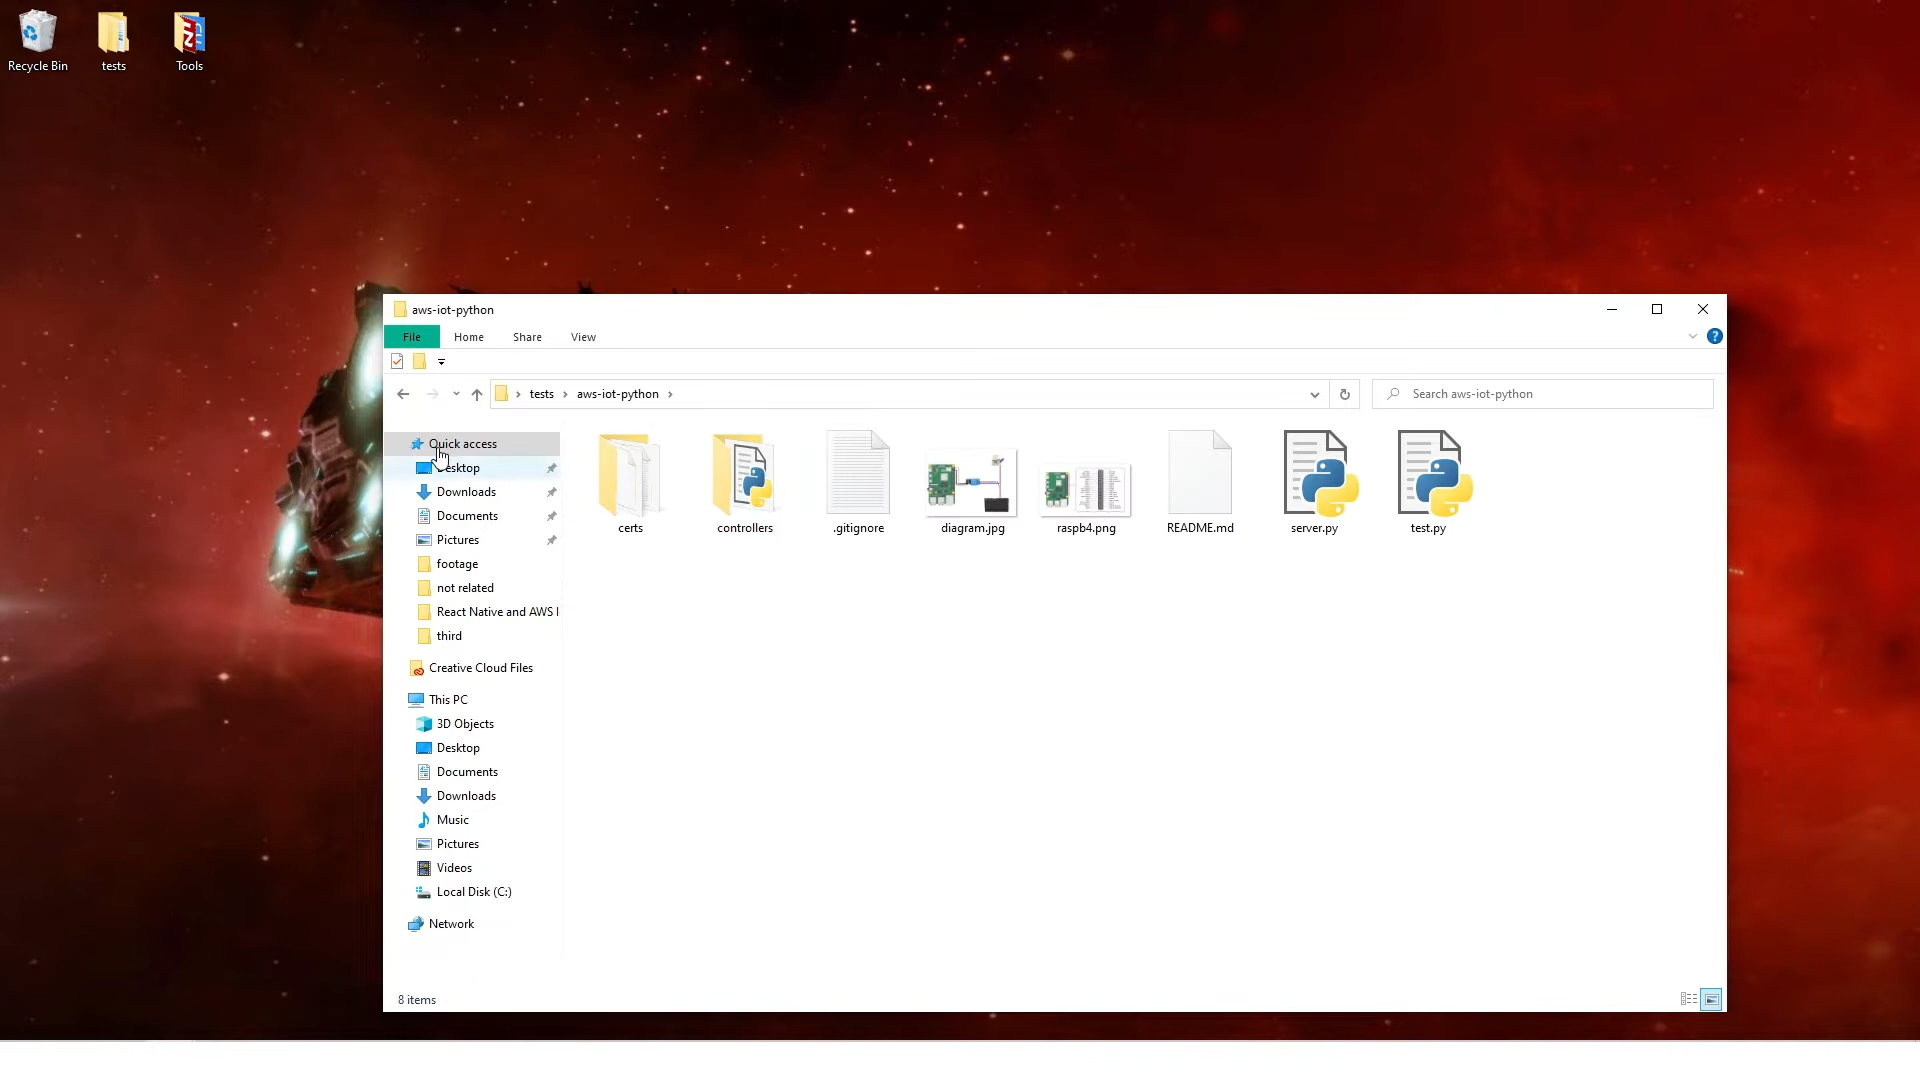 Recycle Bin
tests
Tools
aws-iot-python
File
Home
Share
View
?
tests
aws-iot-python
Search aws-iot-python
Quick access
Desktop
Downloads
Documents
Pictures
footage
not related
React Native and AWS I
third
Creative Cloud Files
This PC
3D Objects
Desktop
Documents
Downloads
Music
Pictures
Videos
Local Disk (C:)
Network
certs
controllers
.gitignore
diagram.jpg
raspb4.png
README.md
server.py
test.py
8 items